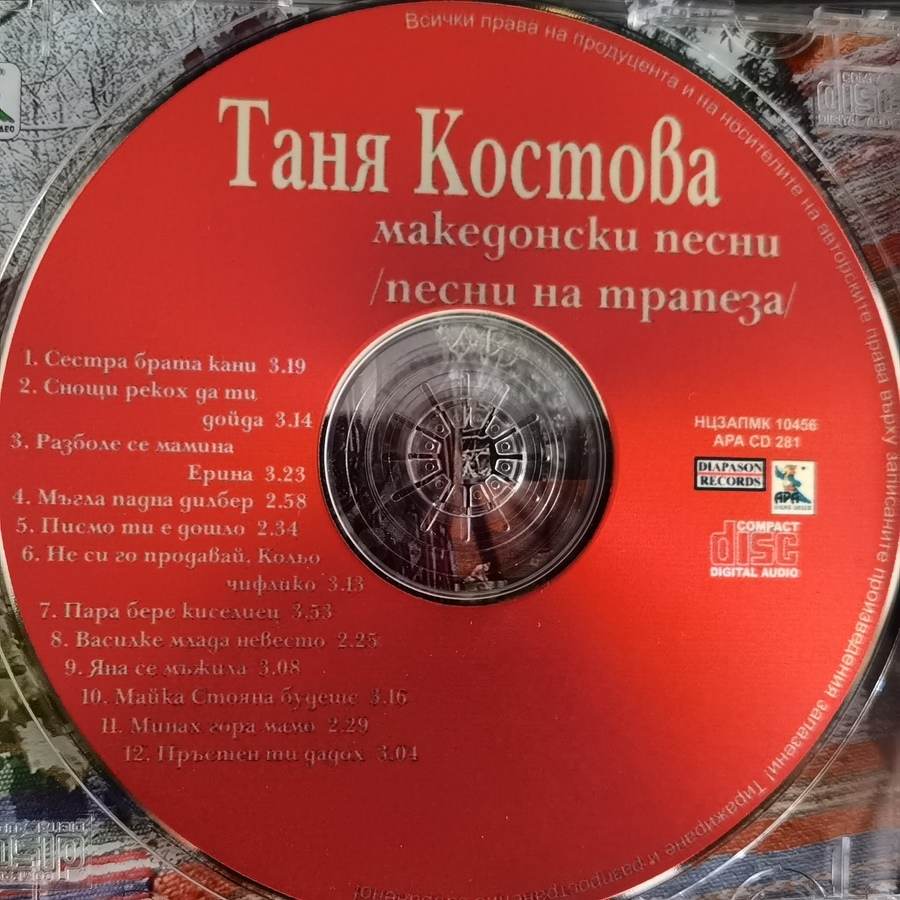 Всички права на продуцента и на носителите на авторските права върху записаните произведения запазени! Тиражиране и разпространение
Таня Костова
македонски песни
/песни на трапеза/
1. Сестра брата кани 3.19
2. Снощи рекох да ти
дойда 3.14
3. Разболе се мамина
Ерина 3.23
4. Мъгла падна дилбер 2.58
5. Писмо ти е дошло 2.34
6. Не си го продавай, Кольо
чифлико 3.13
7. Пара бере киселиец 3.53
8. Василке млада невесто 2.25
9. Яна се мъжила 3.08
10. Майка Стояна будеше 3.16
11. Минах гора мамо 2.29
12. Пръстен ти дадох 3.04
НЦЗАПМК 10456
АРА CD 281
DIAPASON
RECORDS
АРА
COMPACT
disc
DIGITAL AUDIO